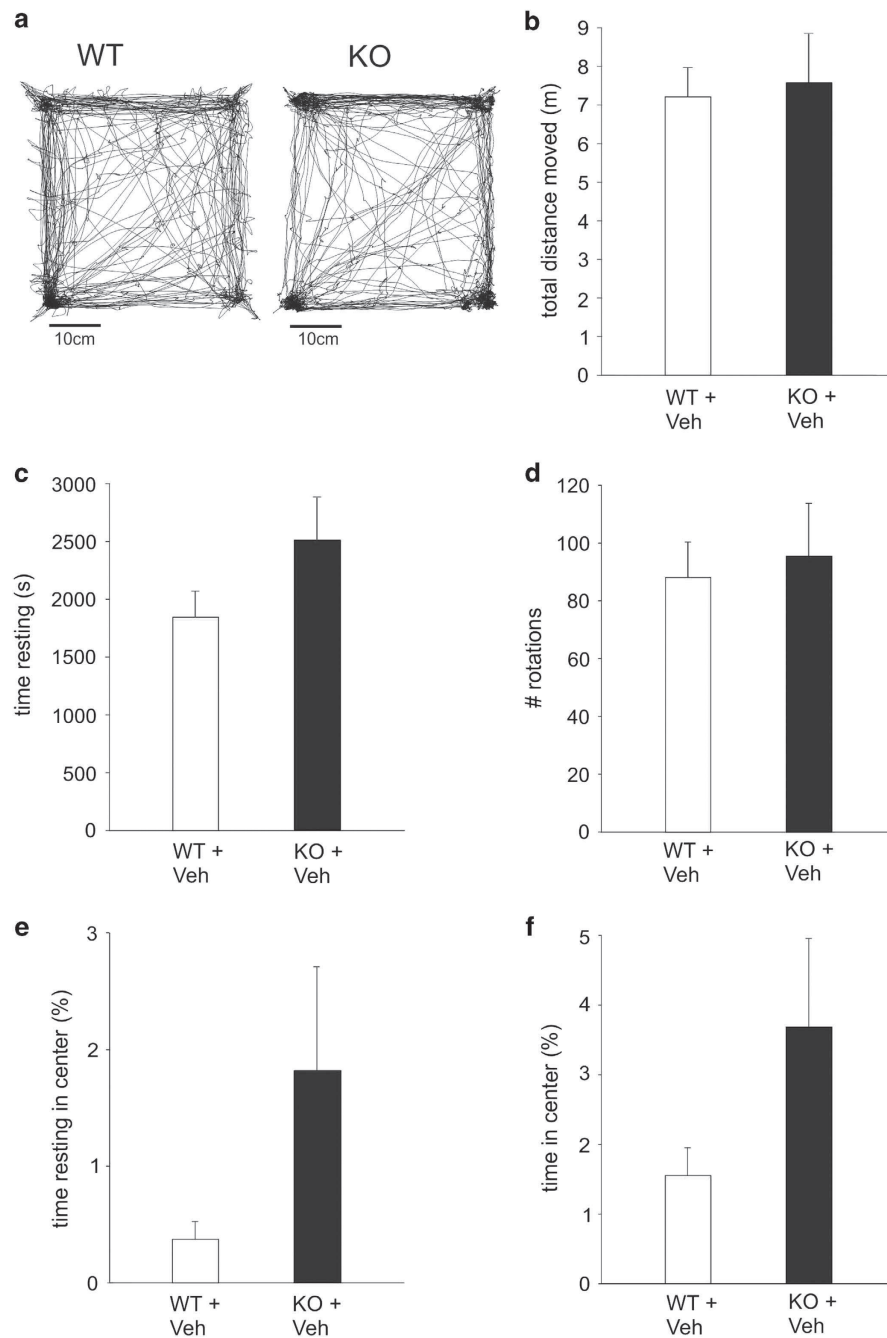 a
WT
KO
10cm
10cm
b
total distance moved (m)
9
8
7
6
5
4
3
2
1
0
WT +
Veh
KO +
Veh
c
time resting (s)
3000
2500
2000
1500
1000
500
0
WT +
Veh
KO +
Veh
d
# rotations
120
100
80
60
40
20
0
WT +
Veh
KO +
Veh
e
time resting in center (%)
3
2
1
0
WT +
Veh
KO +
Veh
f
time in center (%)
5
4
3
2
1
0
WT +
Veh
KO +
Veh